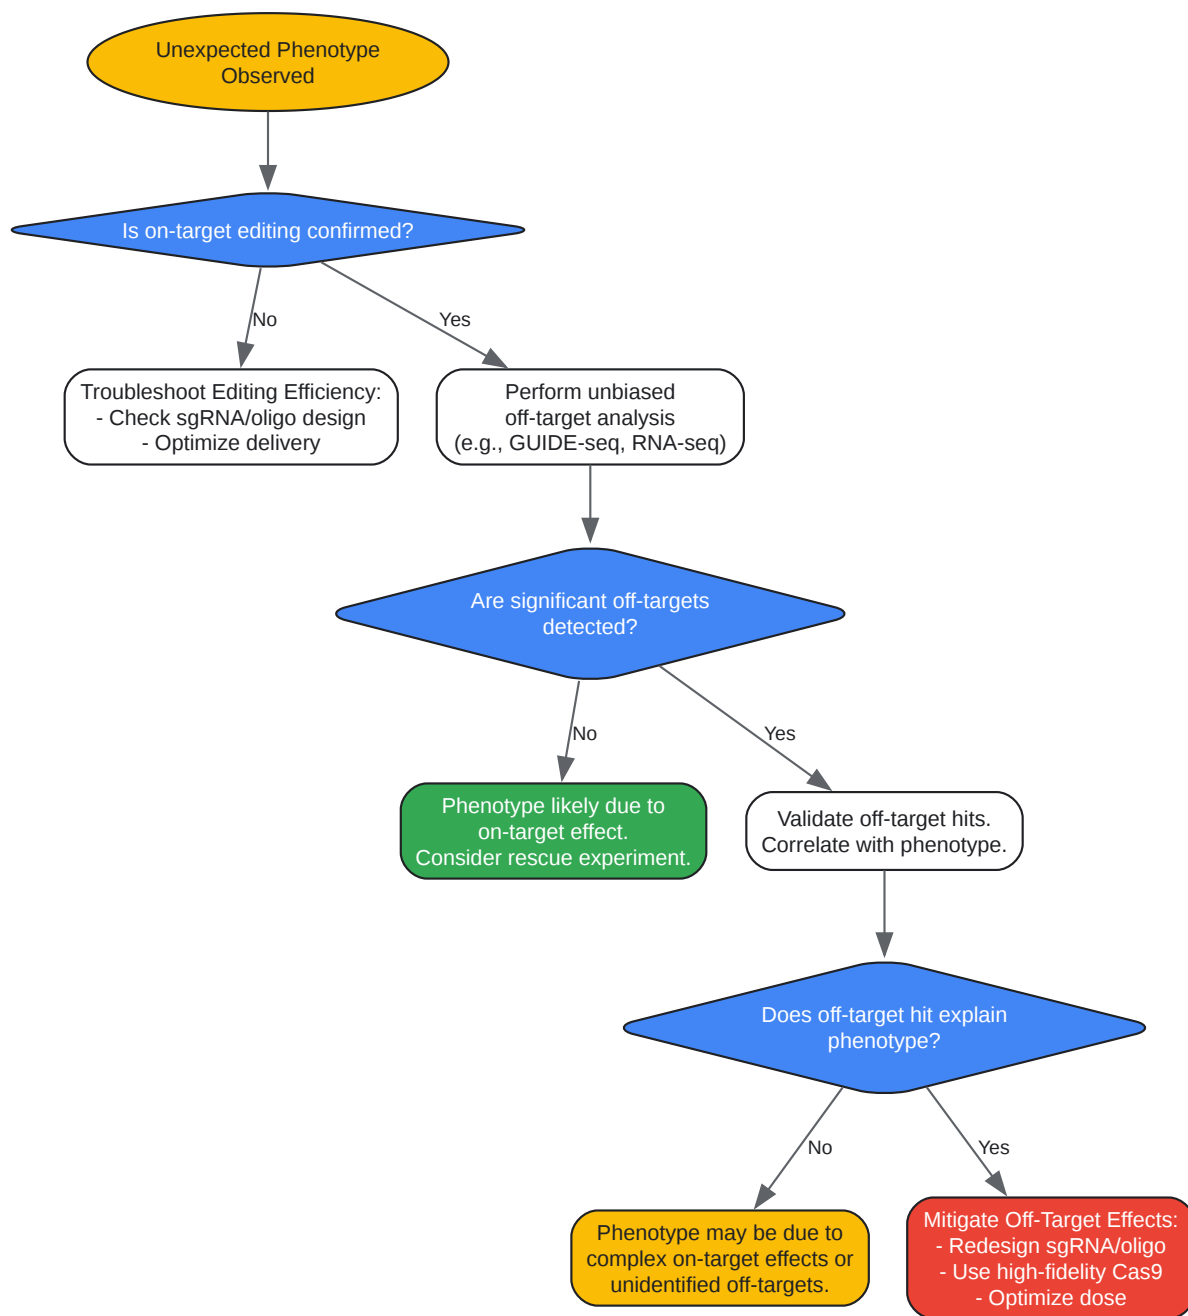 Unexpected Phenotype
Observed
Is on-target editing confirmed?
No
Yes
Troubleshoot Editing Efficiency:
- Check sgRNA/oligo design
- Optimize delivery
Perform unbiased
off-target analysis
(e.g., GUIDE-seq, RNA-seq)
Are significant off-targets
detected?
No
Yes
Phenotype likely due to
on-target effect.
Consider rescue experiment.
Validate off-target hits.
Correlate with phenotype.
Does off-target hit explain
phenotype?
No
Yes
Phenotype may be due to
complex on-target effects or
unidentified off-targets.
Mitigate Off-Target Effects:
- Redesign sgRNA/oligo
- Use high-fidelity Cas9
- Optimize dose